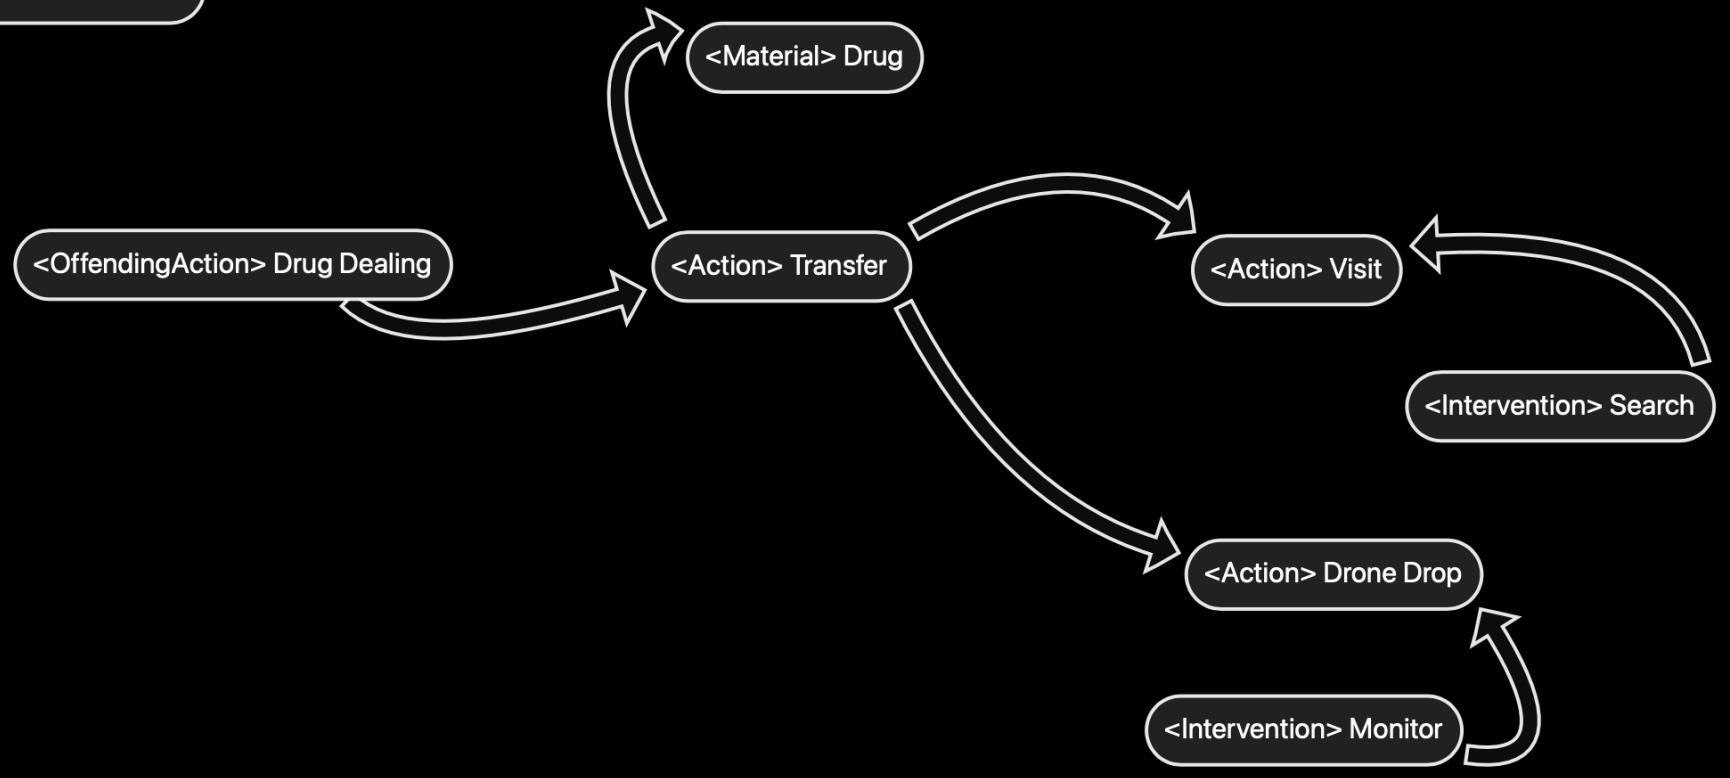 <Material> Drug
<OffendingAction> Drug Dealing
<Action> Transfer
<Action> Visit
<Intervention> Search
<Action> Drone Drop
<Intervention> Monitor